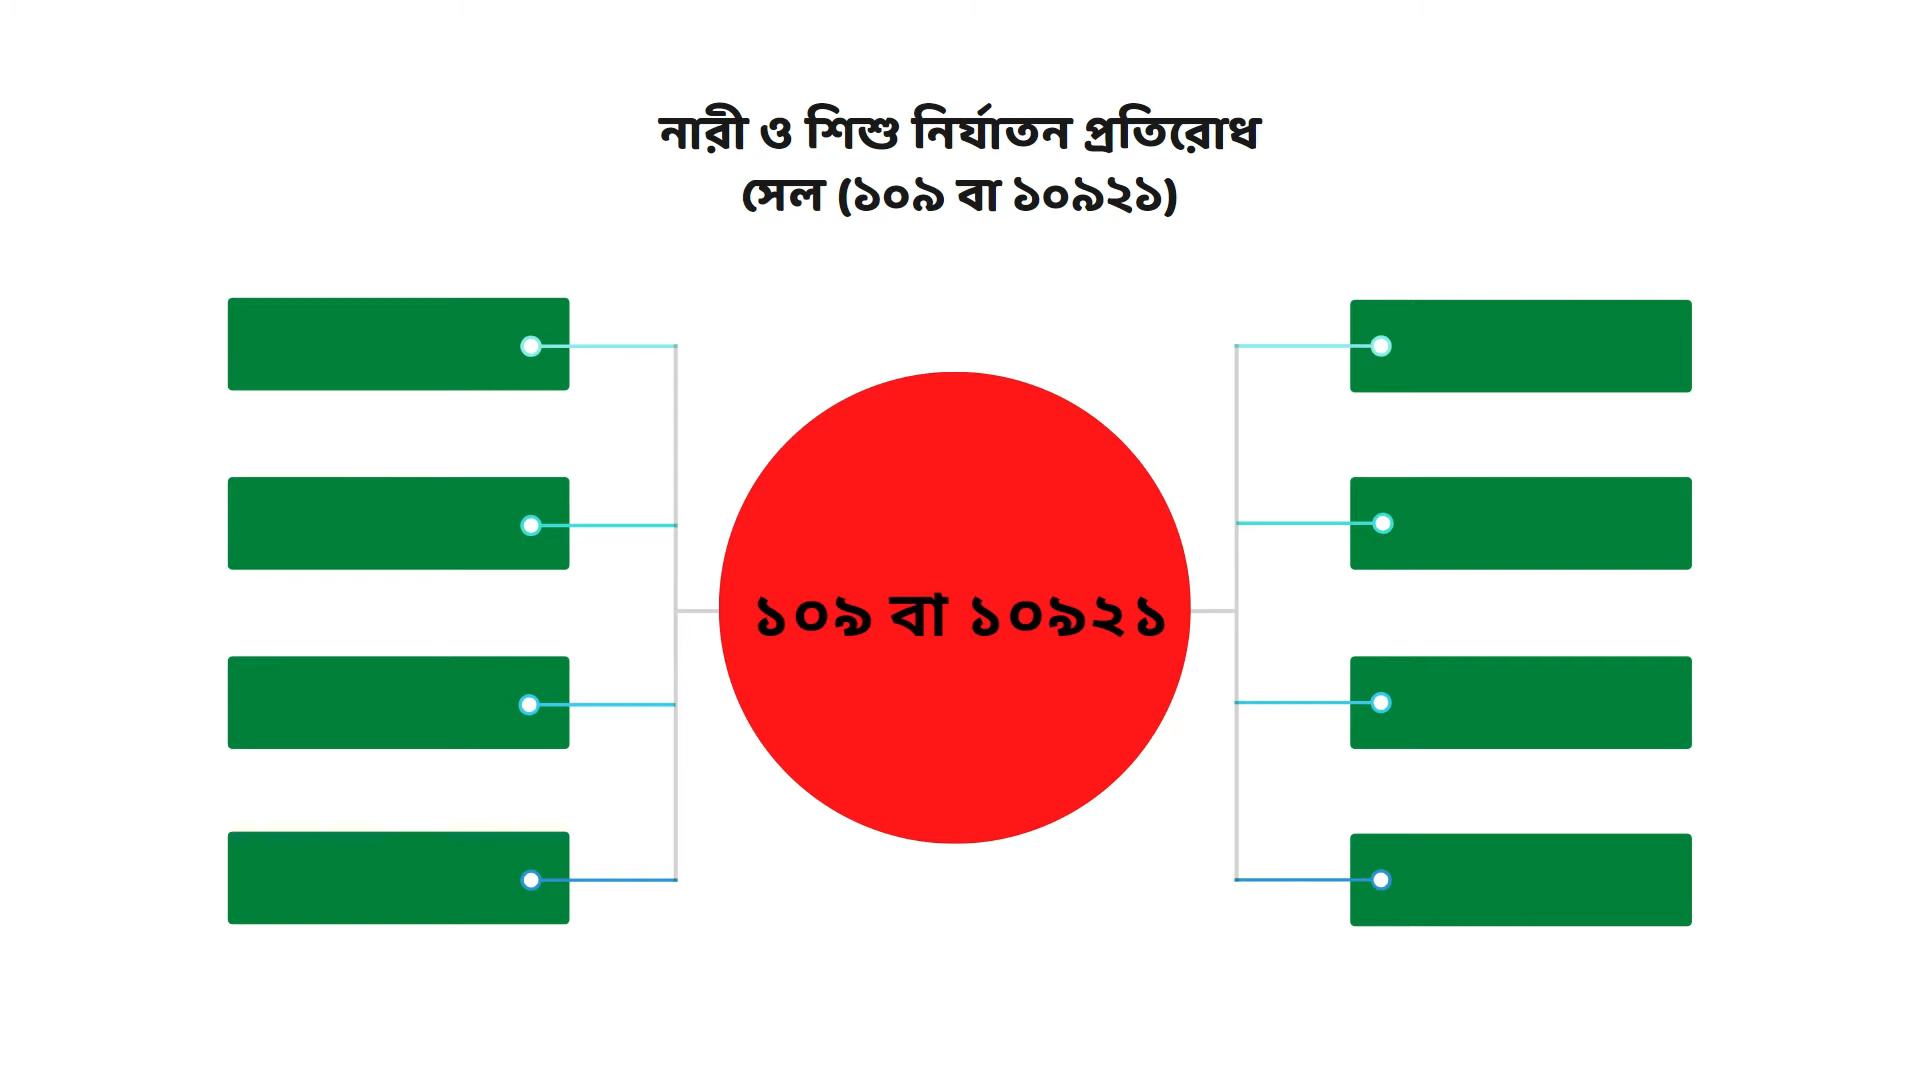 নারী ও শিশু নির্যাতন প্রতিরোধ
সেল (১০৯ বা ১০৯২১)
১০৯ বা ১০৯২১